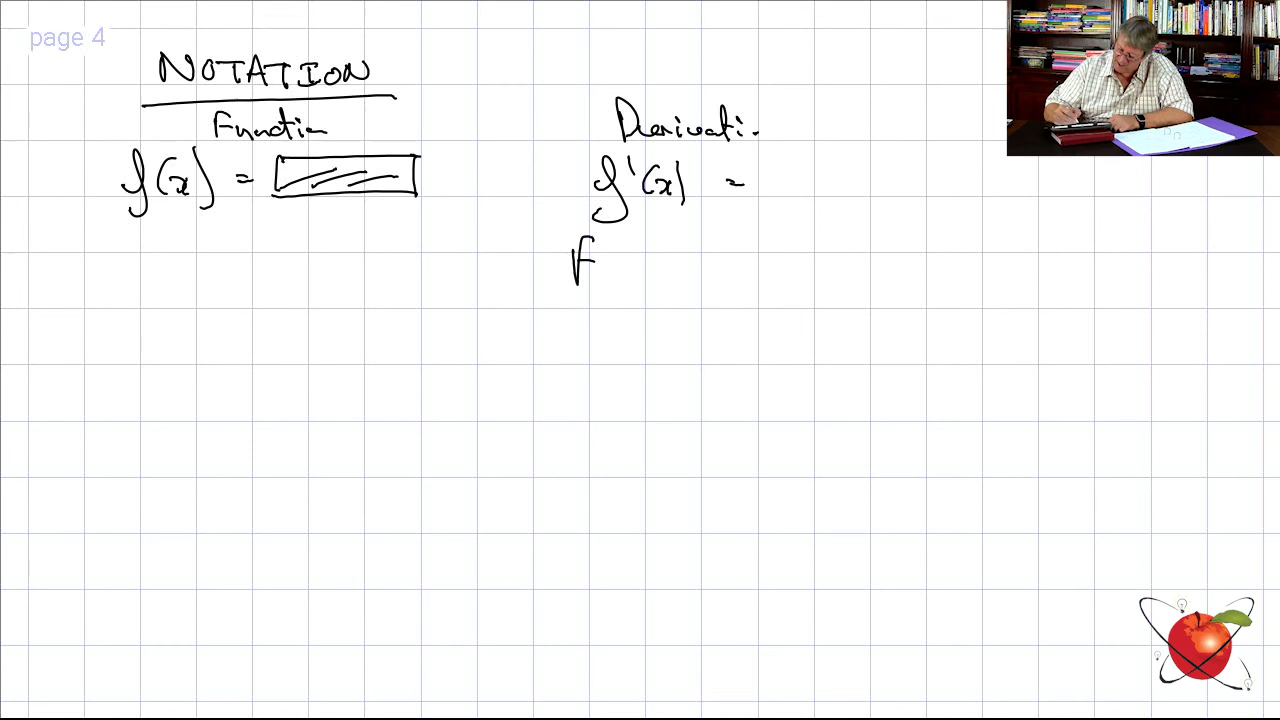 page 4
NOTATION
Function
Derivati.
f(x) =
f'(x) =
F